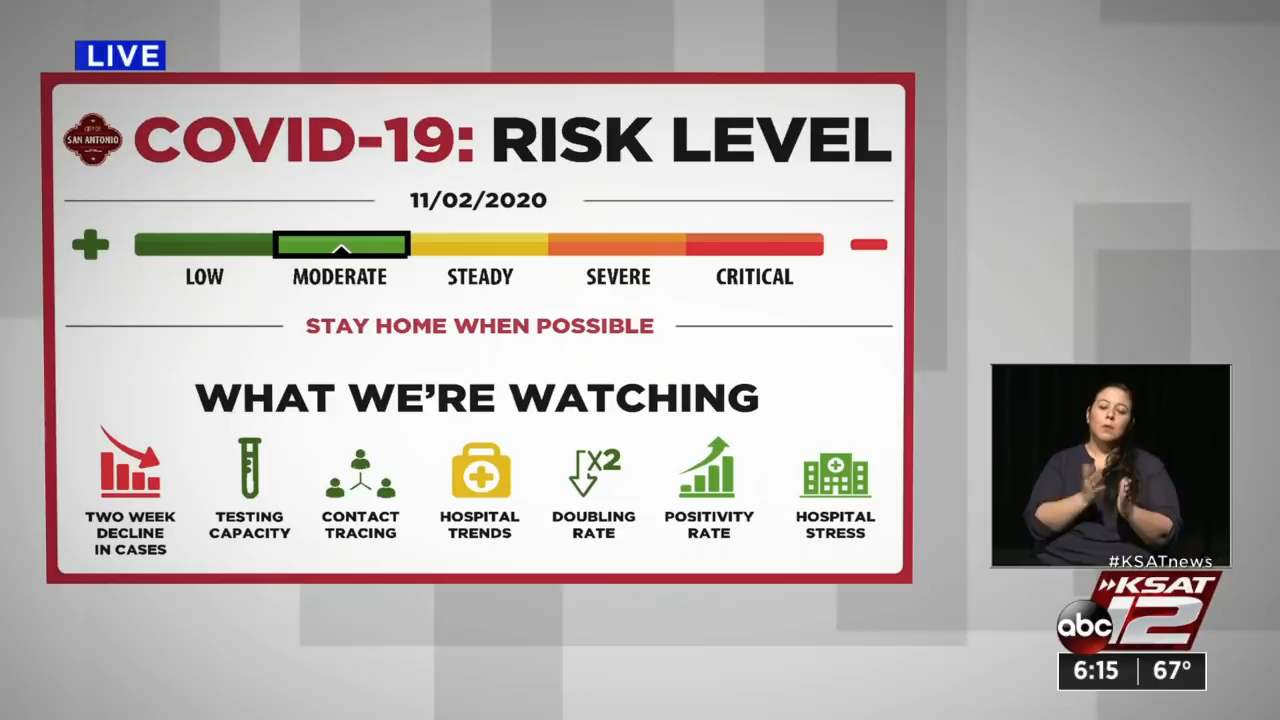 LIVE
CITY OF
SAN ANTONIO
COVID-19: RISK LEVEL
11/02/2020
LOW MODERATE STEADY SEVERE CRITICAL
STAY HOME WHEN POSSIBLE
WHAT WE'RE WATCHING
X2
TWO WEEK
DECLINE
IN CASES
TESTING
CAPACITY
CONTACT
TRACING
HOSPITAL
TRENDS
DOUBLING
RATE
POSITIVITY
RATE
HOSPITAL
STRESS
#KSATnews
KSAT
abc 12
6:15 67°